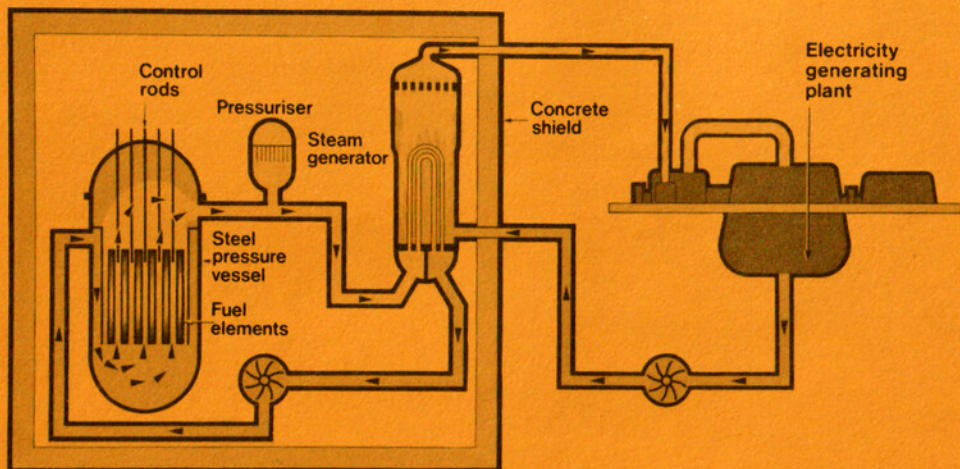 Control
rods
Pressuriser
Steam
generator
Concrete
shield
Electricity
generating
plant
Steel
pressure
vessel
Fuel
elements